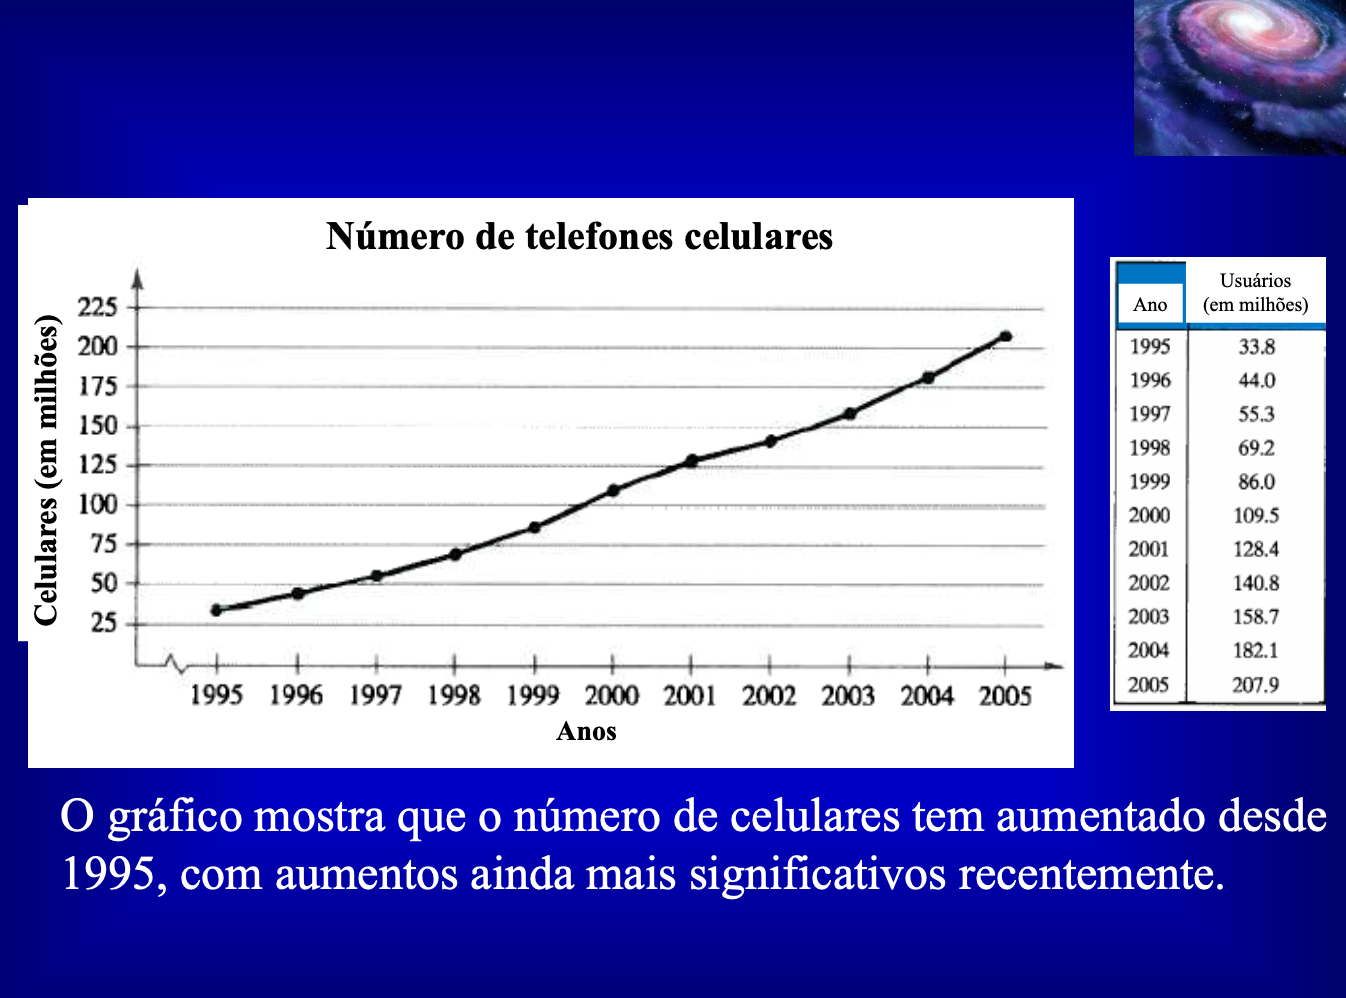 Número de telefones celulares
Celulares (em milhões)
225
200
175
150
125
100
75
50
25
1995 1996 1997 1998 1999 2000 2001 2002 2003 2004 2005
Anos
Ano Usuários (em milhões)
1995 33.8
1996 44.0
1997 55.3
1998 69.2
1999 86.0
2000 109.5
2001 128.4
2002 140.8
2003 158.7
2004 182.1
2005 207.9
O gráfico mostra que o número de celulares tem aumentado desde
1995, com aumentos ainda mais significativos recentemente.